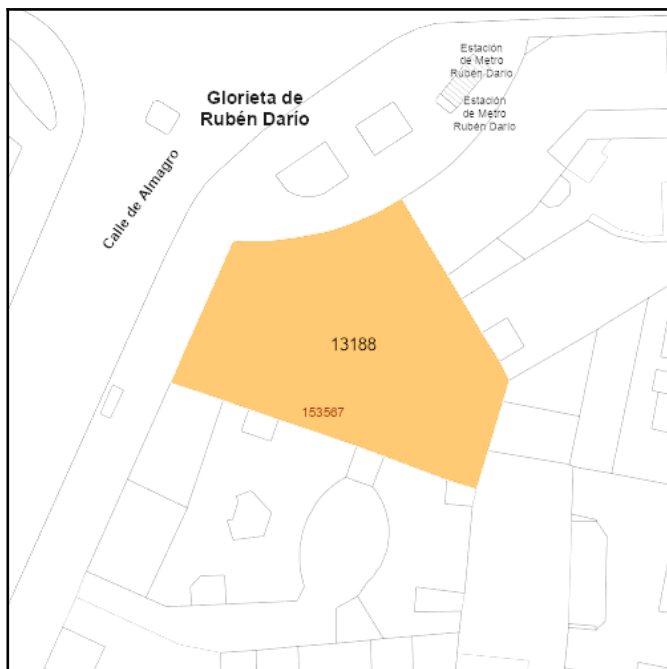 Estación
de Metro
Rubén Darío
Glorieta de
Rubén Darío
Estación
de Metro
Rubén Darío
Calle de Almagro
13188
153567